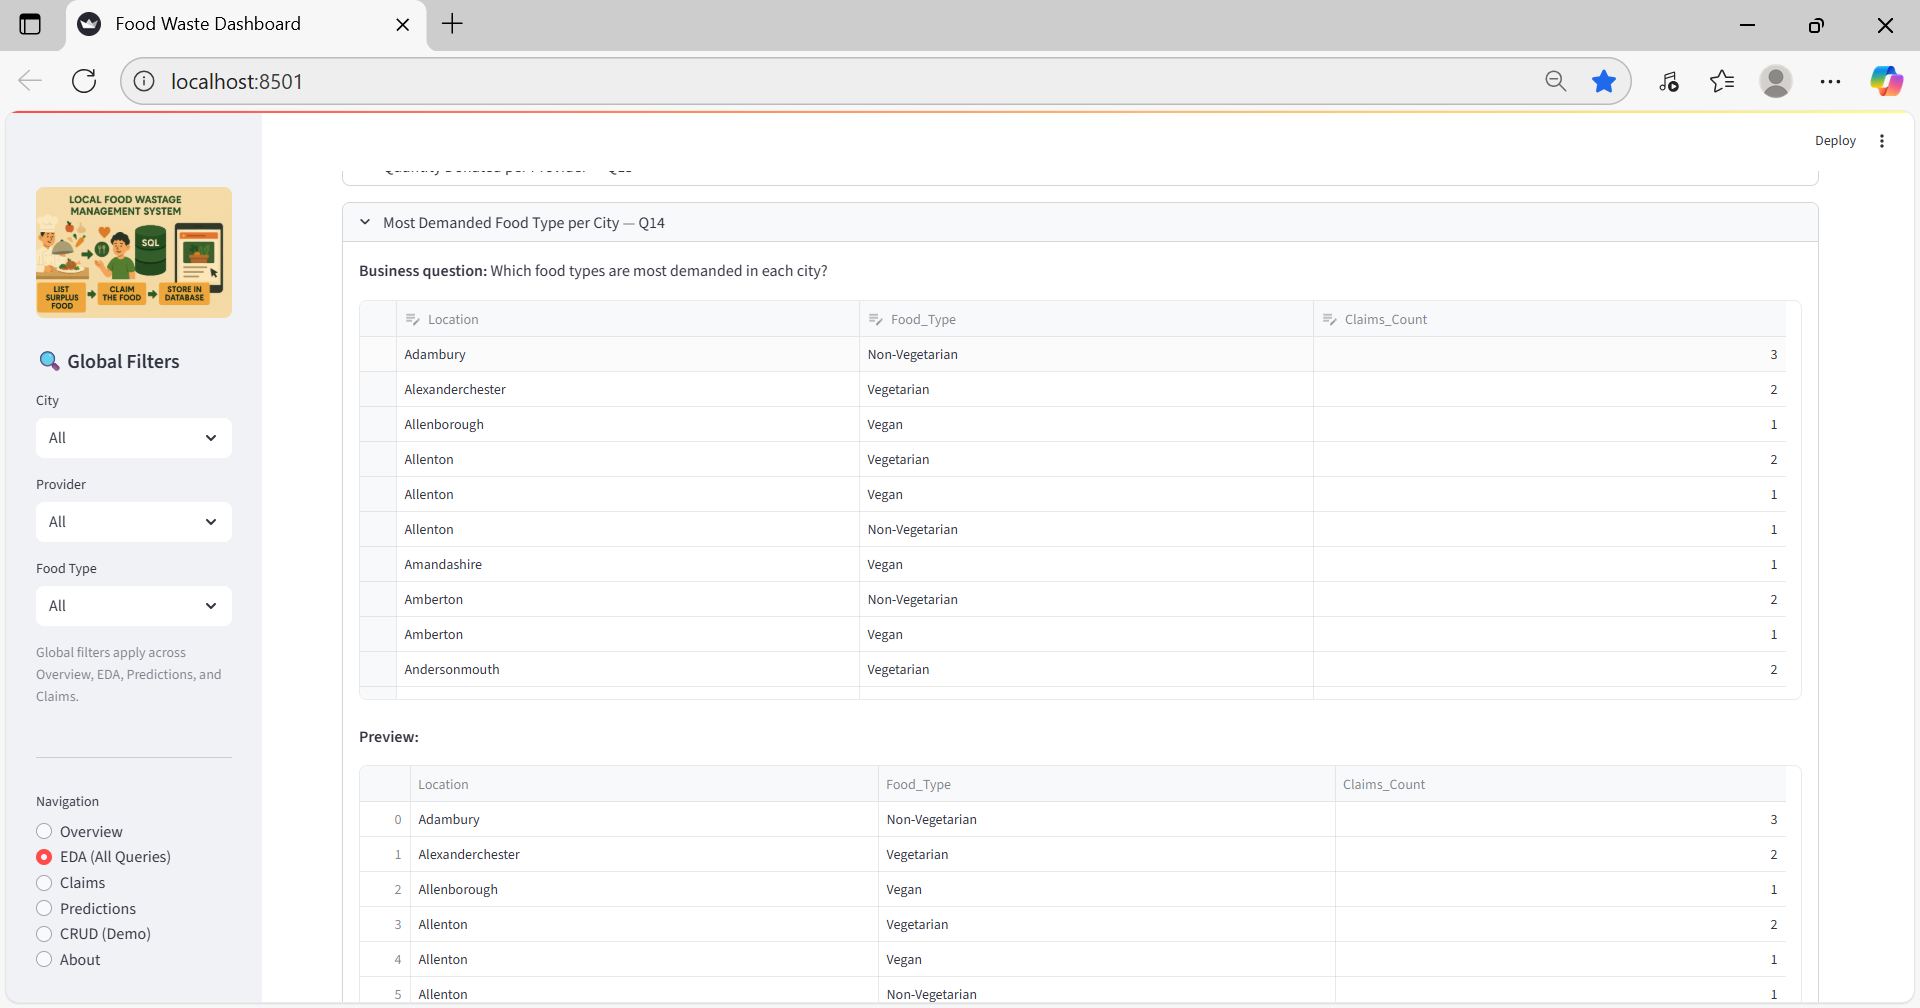 Food Waste Dashboard
localhost:8501
Deploy
LOCAL FOOD WASTAGE
MANAGEMENT SYSTEM
SQL
LIST
SURPLUS
FOOD
CLAIM
THE FOOD
STORE IN
DATABASE
Global Filters
City
All
Provider
All
Food Type
All
Global filters apply across
Overview, EDA, Predictions, and
Claims.
Navigation
Overview
EDA (All Queries)
Claims
Predictions
CRUD (Demo)
About
Quantity Donated per Provider — Q13
Most Demanded Food Type per City — Q14
Business question: Which food types are most demanded in each city?
Location Food_Type Claims_Count
Adambury Non-Vegetarian 3
Alexanderchester Vegetarian 2
Allenborough Vegan 1
Allenton Vegetarian 2
Allenton Vegan 1
Allenton Non-Vegetarian 1
Amandashire Vegan 1
Amberton Non-Vegetarian 2
Amberton Vegan 1
Andersonmouth Vegetarian 2
Preview:
Location Food_Type Claims_Count
0 Adambury Non-Vegetarian 3
1 Alexanderchester Vegetarian 2
2 Allenborough Vegan 1
3 Allenton Vegetarian 2
4 Allenton Vegan 1
5 Allenton Non-Vegetarian 1